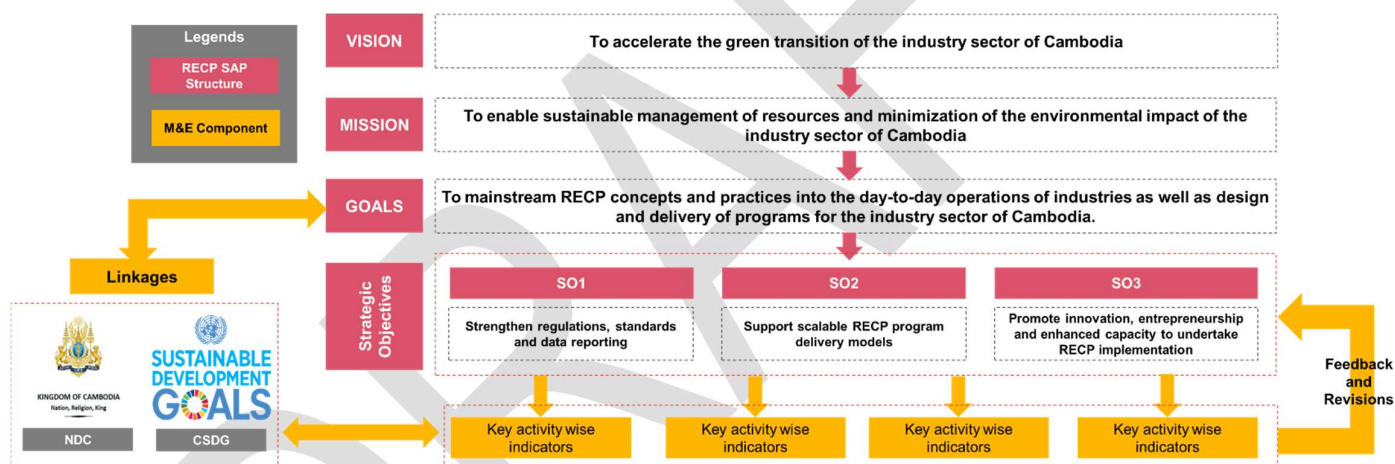 Legends
RECP SAP
Structure
M&E Component
VISION
To accelerate the green transition of the industry sector of Cambodia
MISSION
To enable sustainable management of resources and minimization of the environmental impact of the
industry sector of Cambodia
GOALS
To mainstream RECP concepts and practices into the day-to-day operations of industries as well as design
and delivery of programs for the industry sector of Cambodia.
Linkages
KINGDOM OF CAMBODIA
Nation, Religion, King
NDC
SUSTAINABLE
DEVELOPMENT
GOALS
CSDG
Strategic
Objectives
SO1
Strengthen regulations, standards
and data reporting
SO2
Support scalable RECP program
delivery models
SO3
Promote innovation, entrepreneurship
and enhanced capacity to undertake
RECP implementation
Key activity wise
indicators
Key activity wise
indicators
Key activity wise
indicators
Key activity wise
indicators
Feedback
and
Revisions